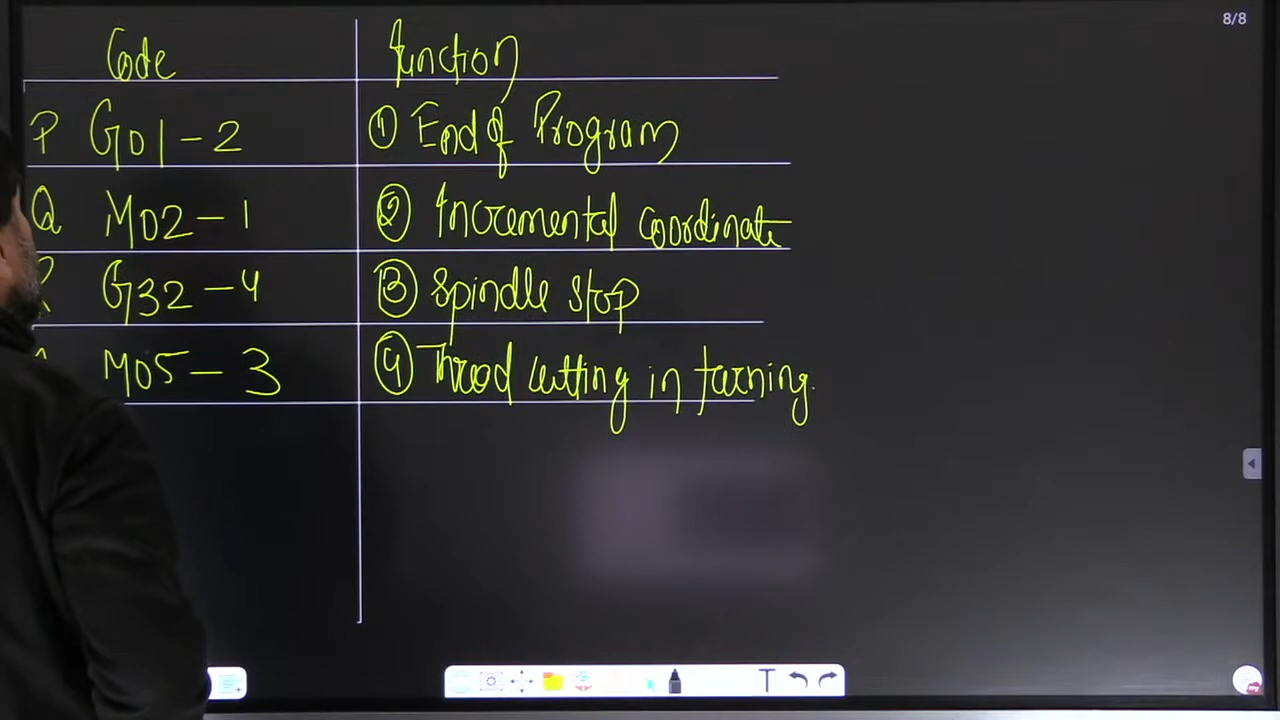 8/8
Code Function
P G01-2 ① End of Program
Q M02-1 ② Incremental coordinate
G32-4 ③ Spindle stop
M05-3 ④ Thread cutting in turning.
T